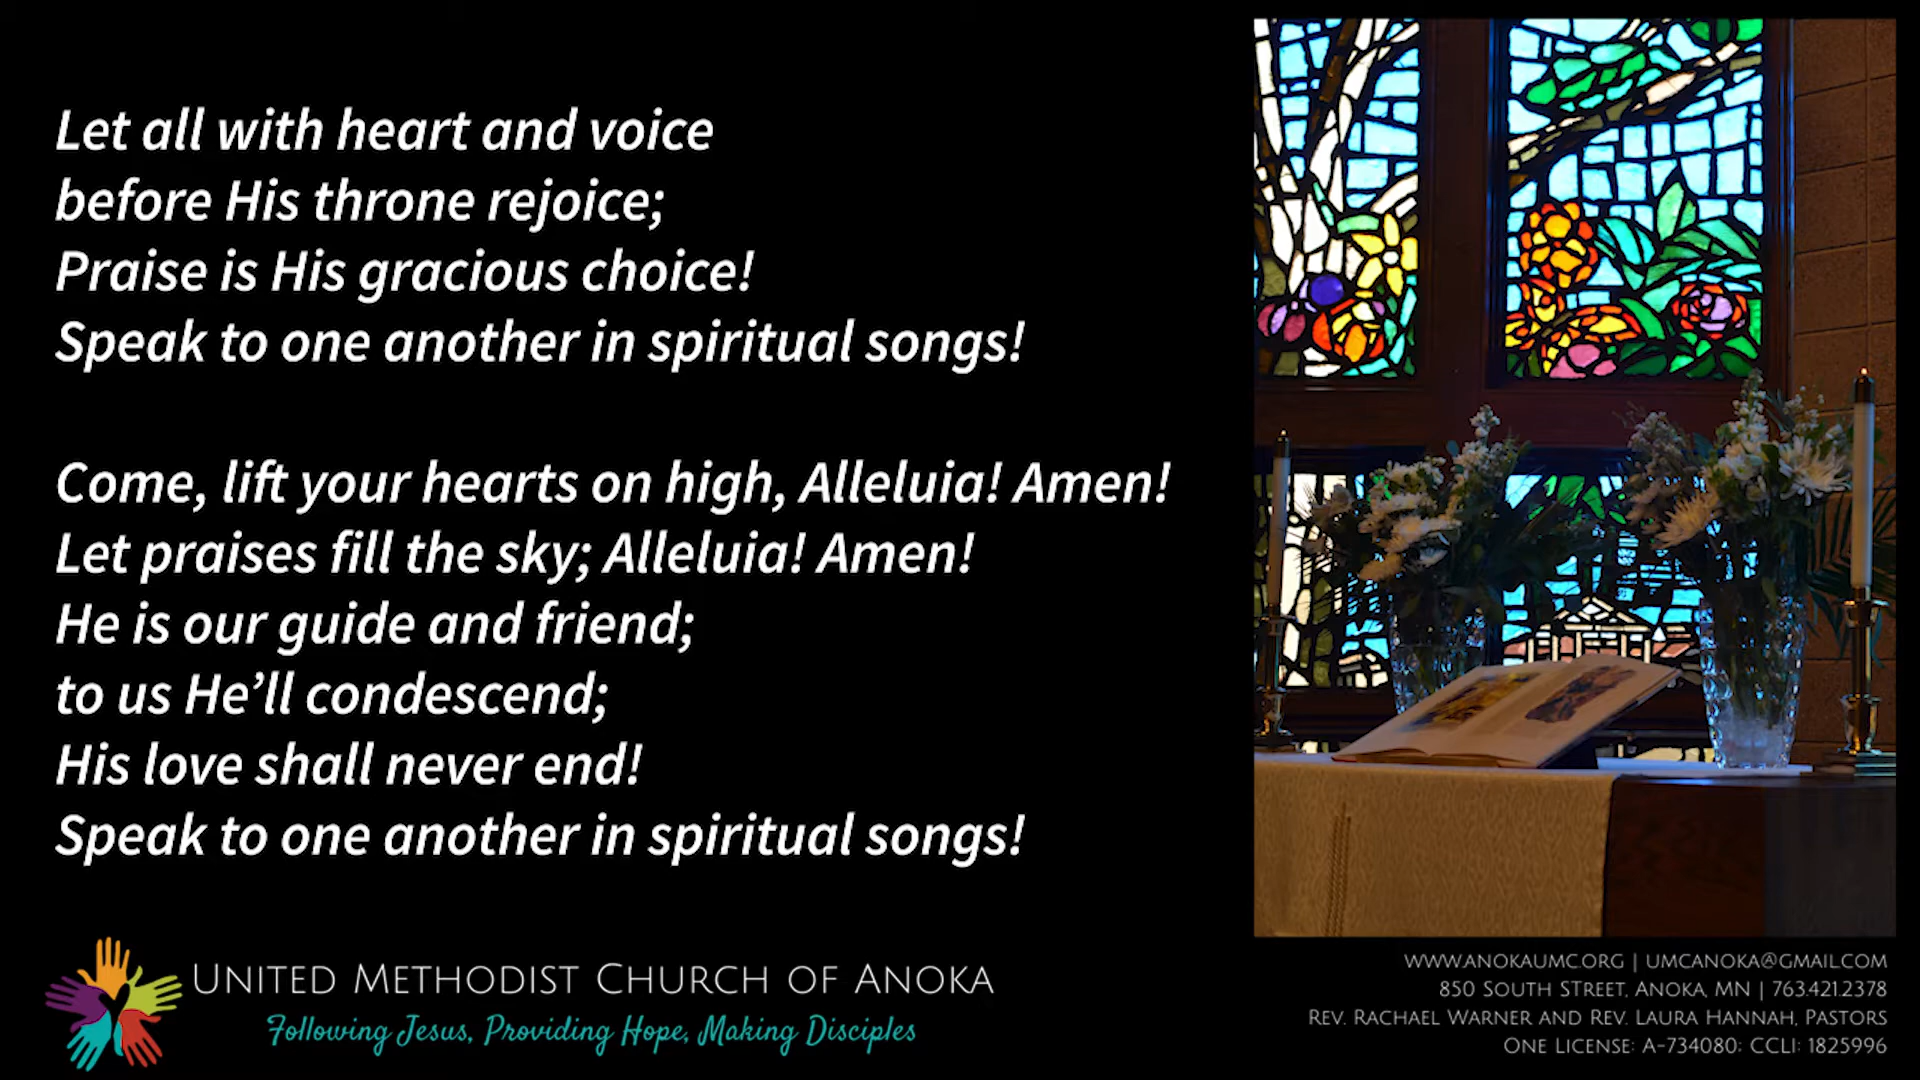 Let all with heart and voice
before His throne rejoice;
Praise is His gracious choice!
Speak to one another in spiritual songs!
Come, lift your hearts on high, Alleluia! Amen!
Let praises fill the sky; Alleluia! Amen!
He is our guide and friend;
to us He’ll condescend;
His love shall never end!
Speak to one another in spiritual songs!
United Methodist Church of Anoka
Following Jesus, Providing Hope, Making Disciples
www.anokaumc.org | umcanoka@gmail.com
850 South Street, Anoka, MN | 763.421.2378
Rev. Rachael Warner and Rev. Laura Hannah, Pastors
One License: A-734080; CCLI: 1825996